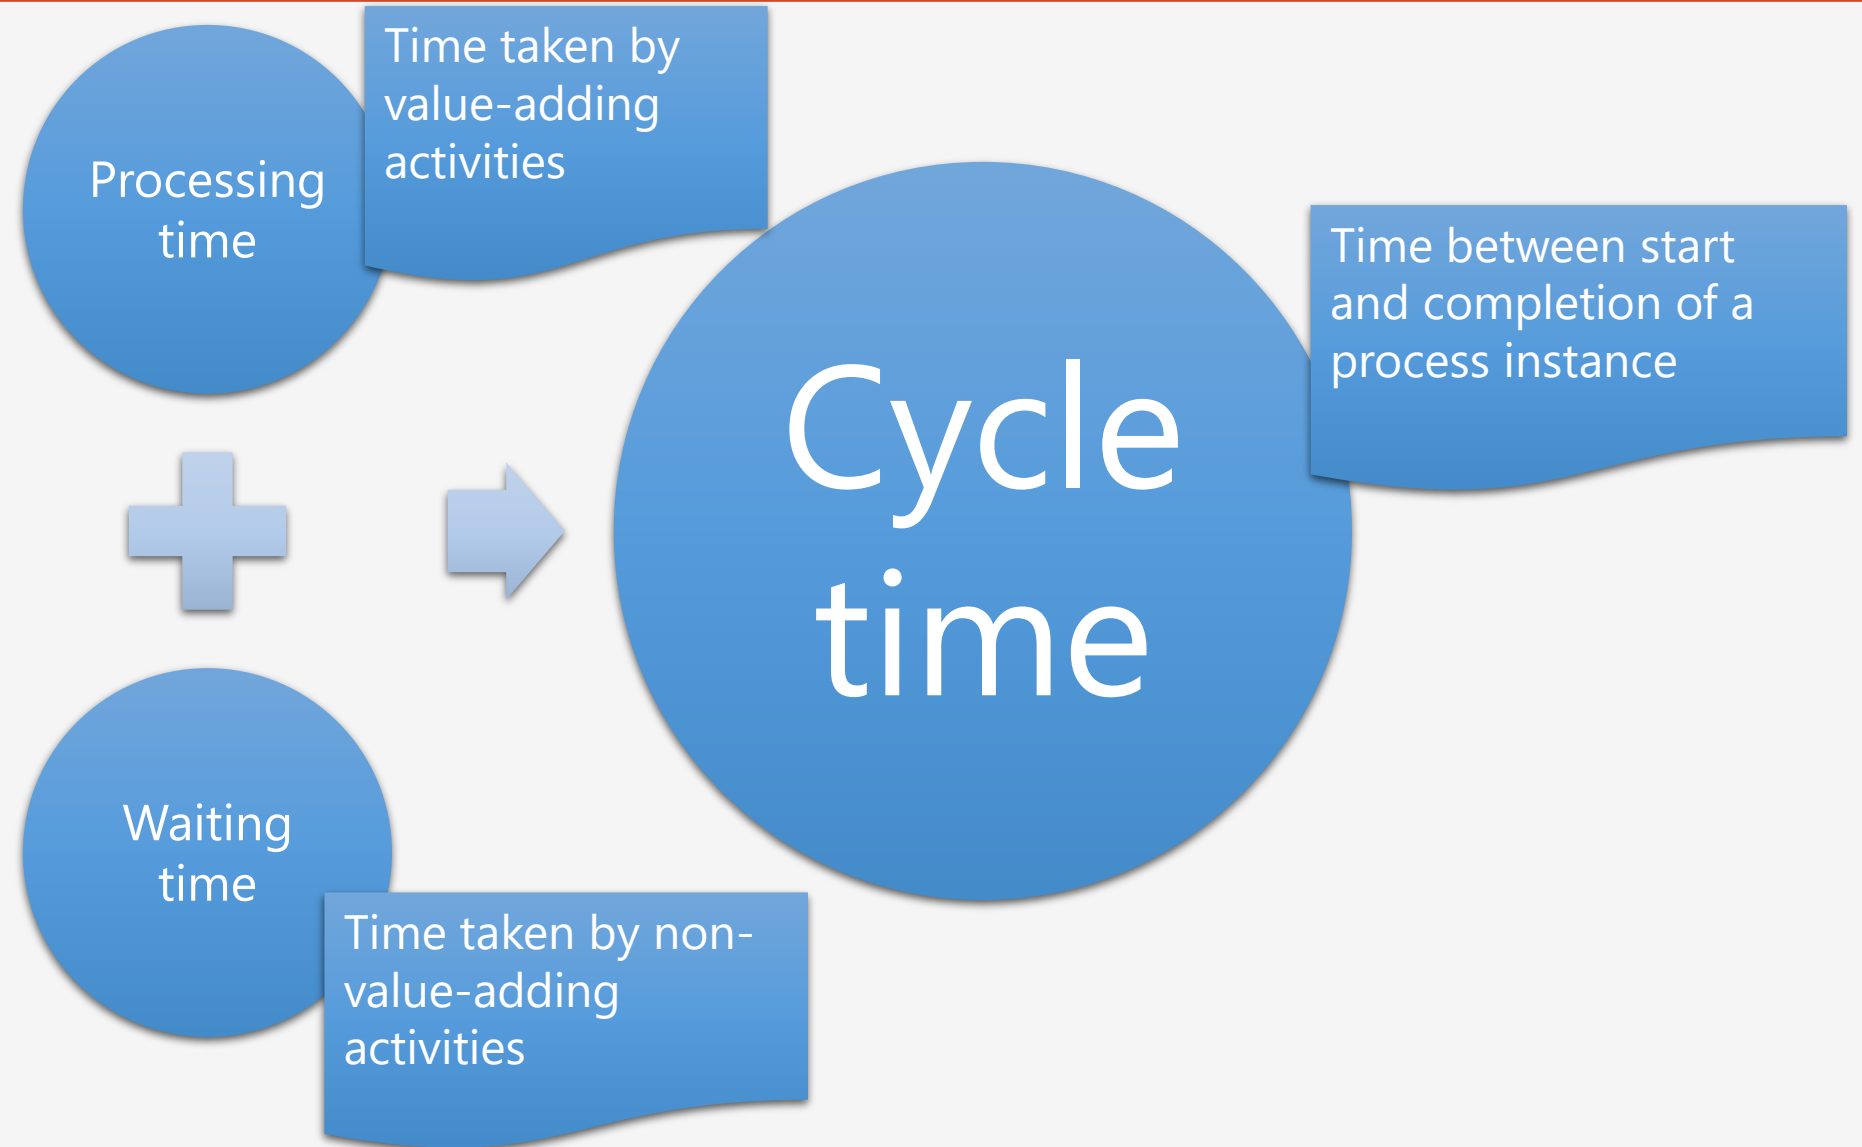 Processing
time
Time taken by
value-adding
activities
Cycle
time
Time between start
and completion of a
process instance
Waiting
time
Time taken by non-
value-adding
activities